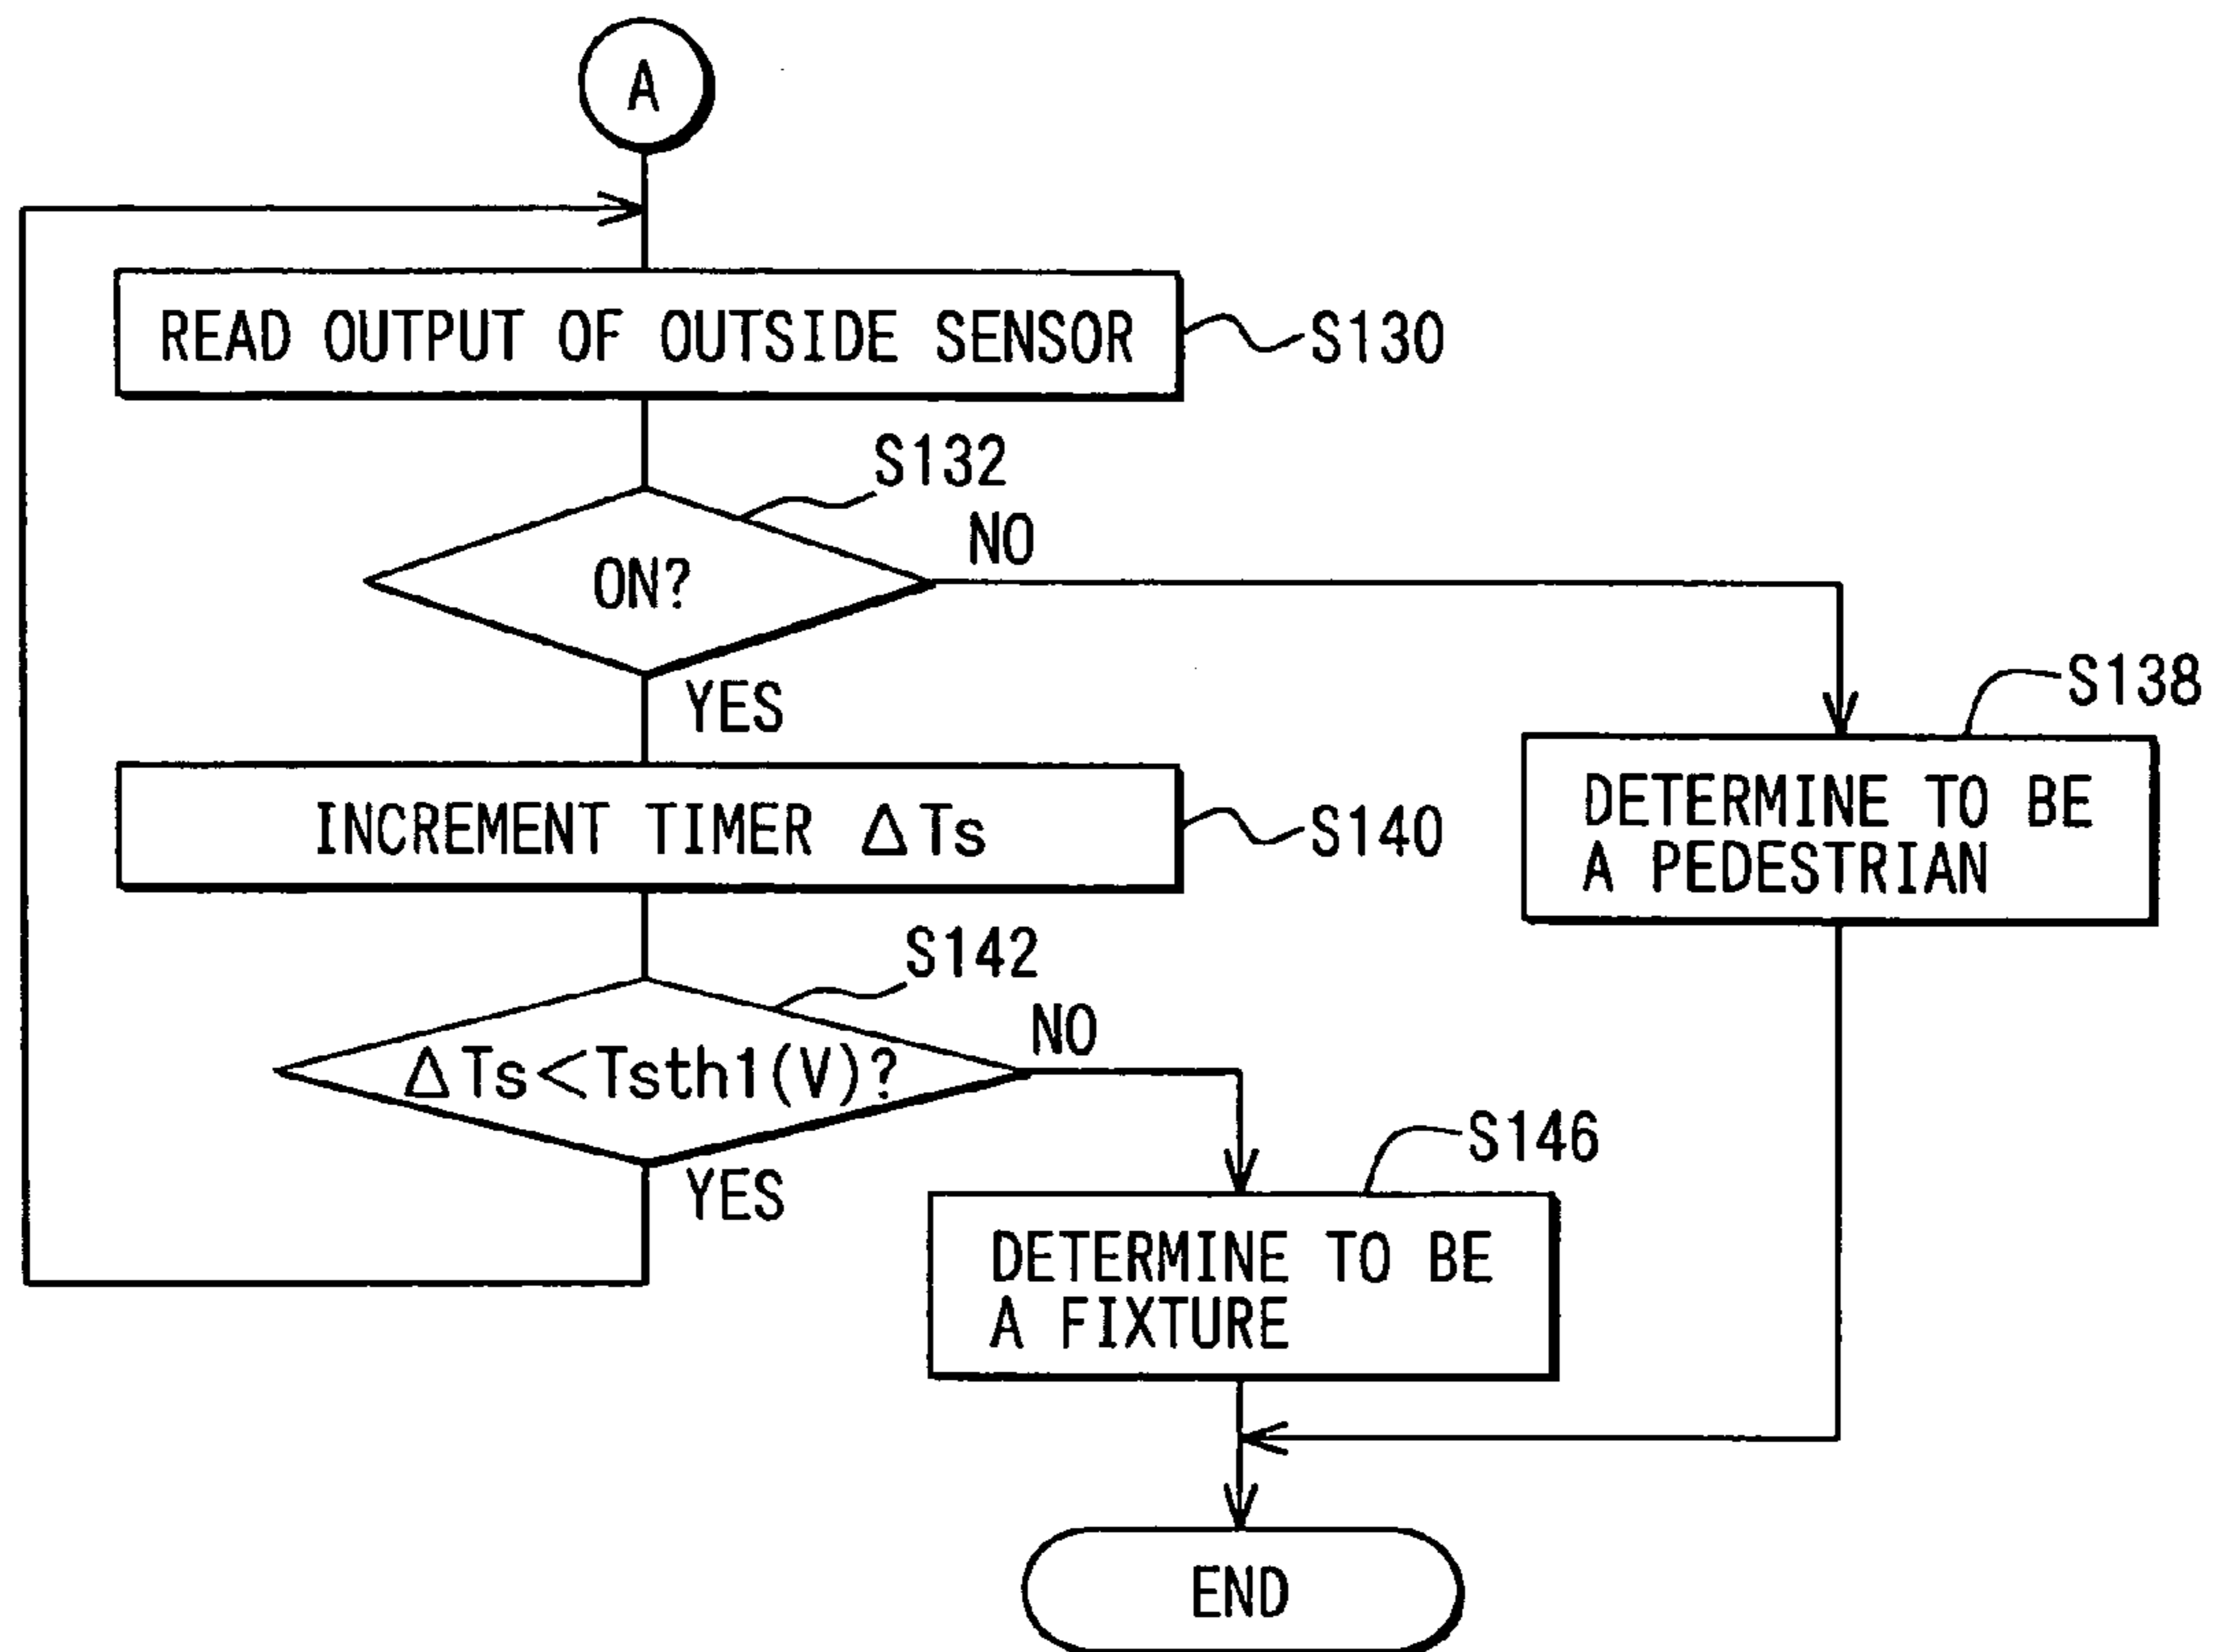 A
READ OUTPUT OF OUTSIDE SENSOR
S130
S132
ON?
NO
YES
S138
DETERMINE TO BE
A PEDESTRIAN
INCREMENT TIMER ΔTs
S140
S142
ΔTs<Tsth1(V)?
NO
YES
S146
DETERMINE TO BE
A FIXTURE
END